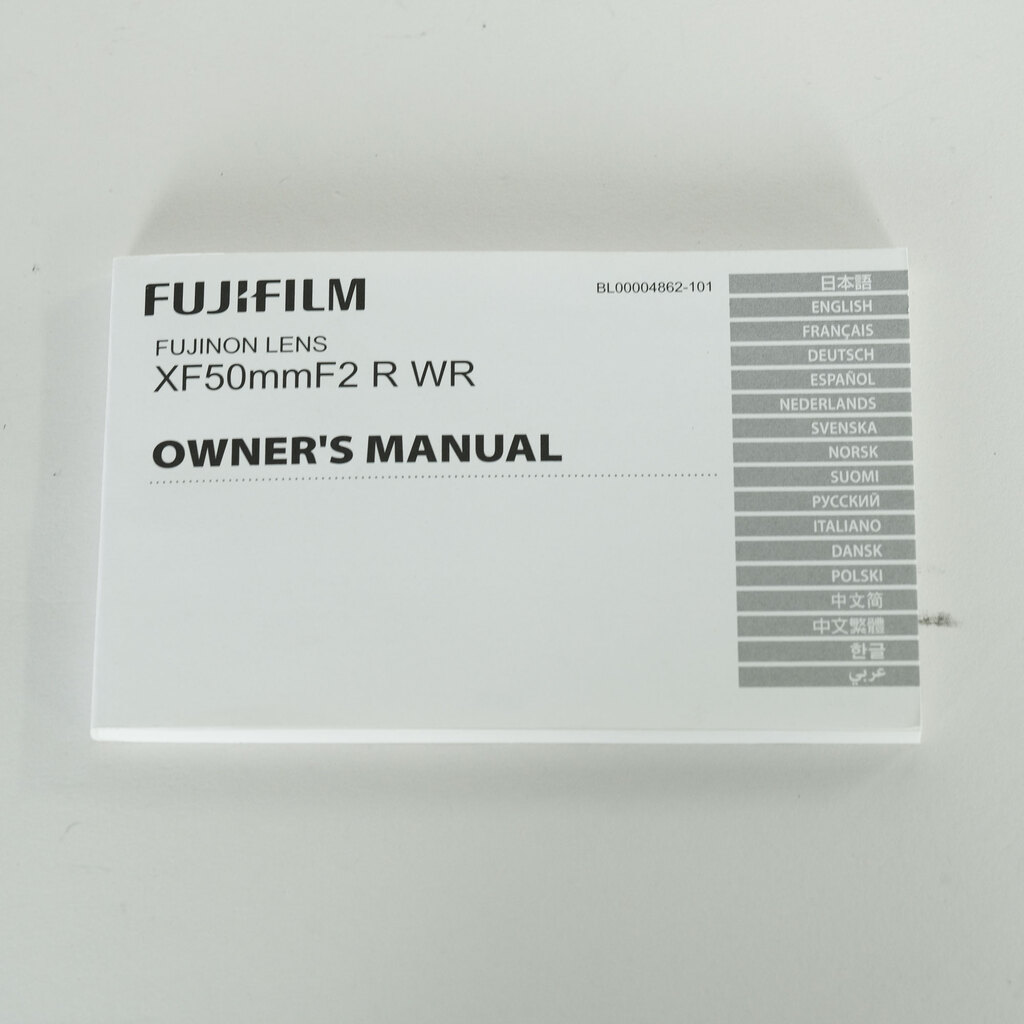 FUJIFILM
BL00004862-101
FUJINON LENS
XF50mmF2 R WR
OWNER'S MANUAL
日本語
ENGLISH
FRANÇAIS
DEUTSCH
ESPAÑOL
NEDERLANDS
SVENSKA
NORSK
SUOMI
РУССКИЙ
ITALIANO
DANSK
POLSKI
中文简
中文繁體
한글
عربي